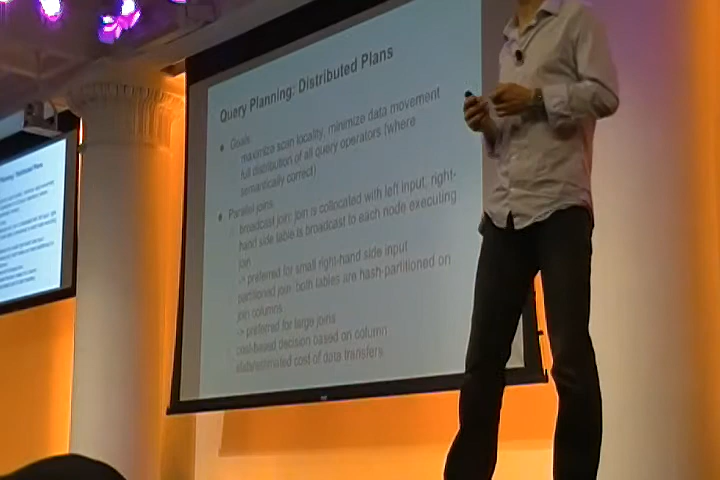 Query Planning: Distributed Plans
• Goals
maximize scan locality, minimize data movement
full distribution of all query operators (where
semantically correct)
• Parallel joins
broadcast join: join is collocated with left input; right-
hand side table is broadcast to each node executing
join
-> preferred for small right-hand side input
partitioned join: both tables are hash-partitioned on
join columns
-> preferred for large joins
cost-based decision based on column
stats/estimated cost of data transfers